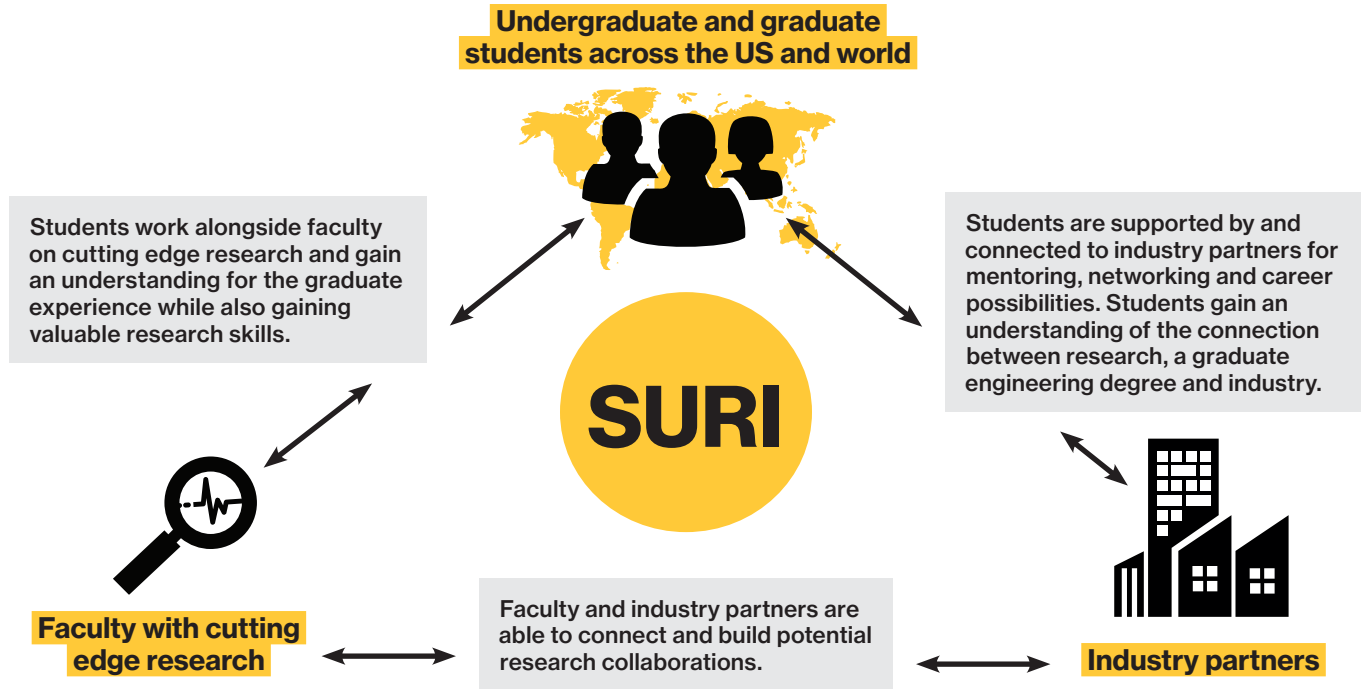 Undergraduate and graduate
students across the US and world
Students work alongside faculty
on cutting edge research and gain
an understanding for the graduate
experience while also gaining
valuable research skills.
Students are supported by and
connected to industry partners for
mentoring, networking and career
possibilities. Students gain an
understanding of the connection
between research, a graduate
engineering degree and industry.
SURI
Faculty with cutting
edge research
Faculty and industry partners are
able to connect and build potential
research collaborations.
Industry partners